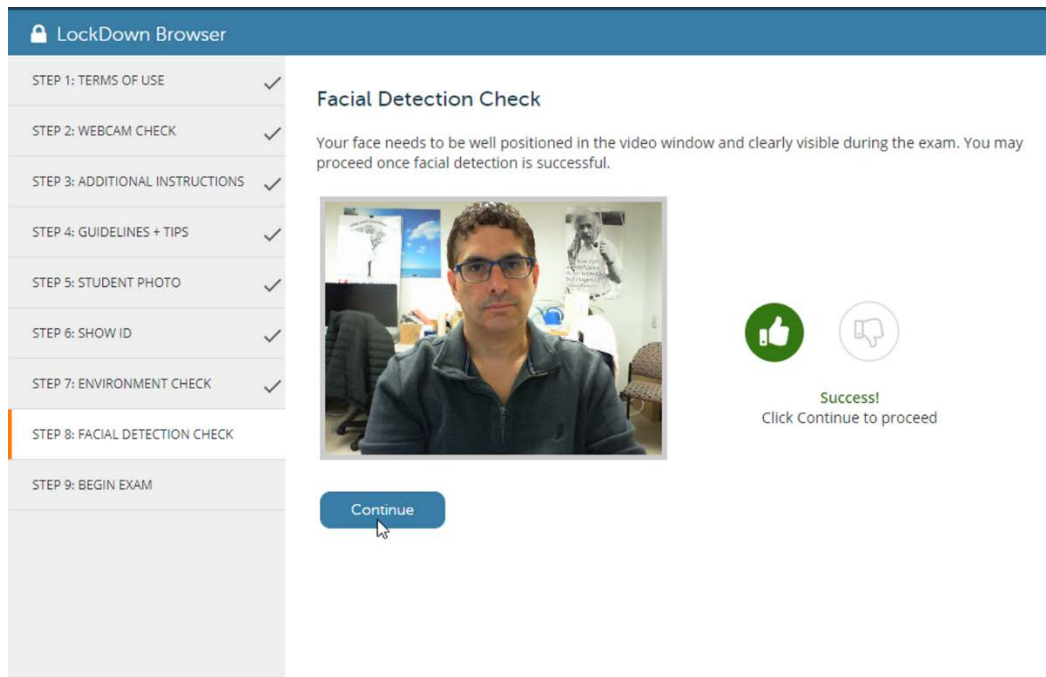 LockDown Browser
STEP 1: TERMS OF USE
STEP 2: WEBCAM CHECK
STEP 3: ADDITIONAL INSTRUCTIONS
STEP 4: GUIDELINES + TIPS
STEP 5: STUDENT PHOTO
STEP 6: SHOW ID
STEP 7: ENVIRONMENT CHECK
STEP 8: FACIAL DETECTION CHECK
STEP 9: BEGIN EXAM
Facial Detection Check
Your face needs to be well positioned in the video window and clearly visible during the exam. You may
proceed once facial detection is successful.
Success!
Click Continue to proceed
Continue